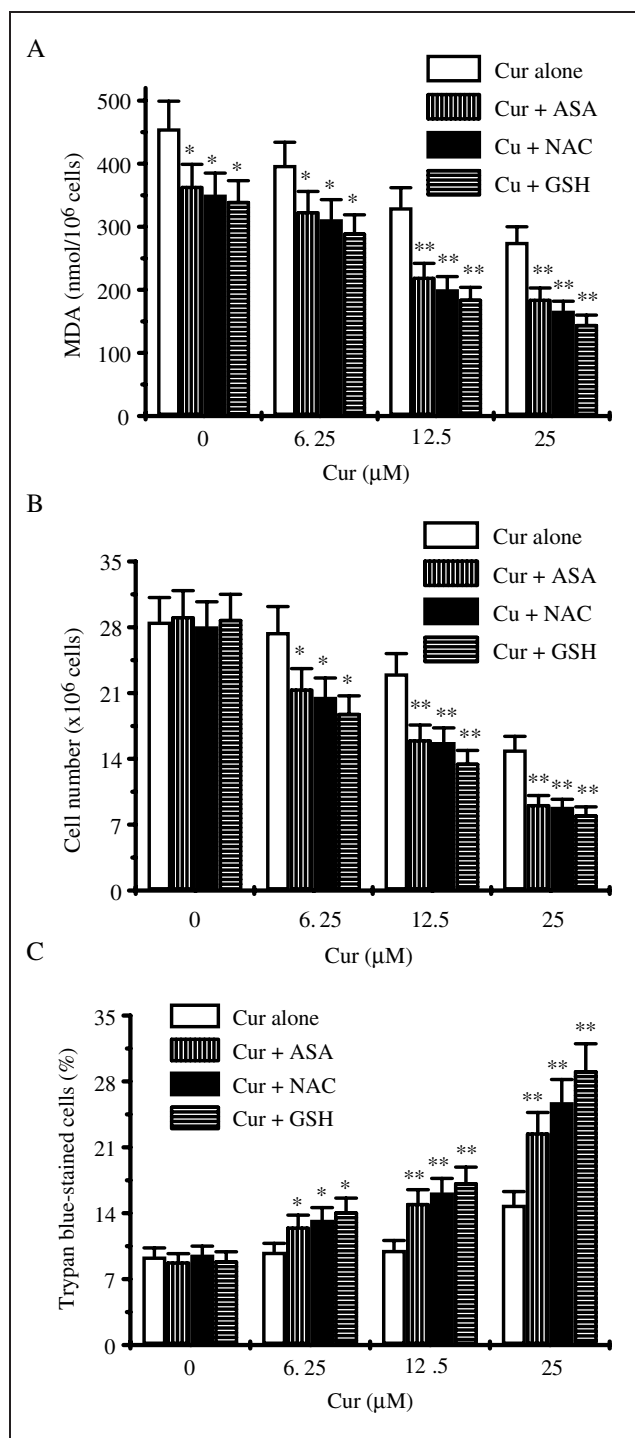 A
Cur alone
Cur + ASA
Cu + NAC
Cu + GSH
500
400
300
200
100
0
MDA (nmol/10⁶ cells)
* * *
* * *
** ** **
** ** **
0 6.25 12.5 25
Cur (µM)
B
Cur alone
Cur + ASA
Cu + NAC
Cur + GSH
35
28
21
14
7
0
Cell number (x10⁶ cells)
* * *
** ** **
** ** **
0 6.25 12.5 25
Cur (µM)
C
Cur alone
Cur + ASA
Cur + NAC
Cur + GSH
35
28
21
14
7
0
Trypan blue-stained cells (%)
* * *
** ** **
** ** **
0 6.25 12.5 25
Cur (µM)